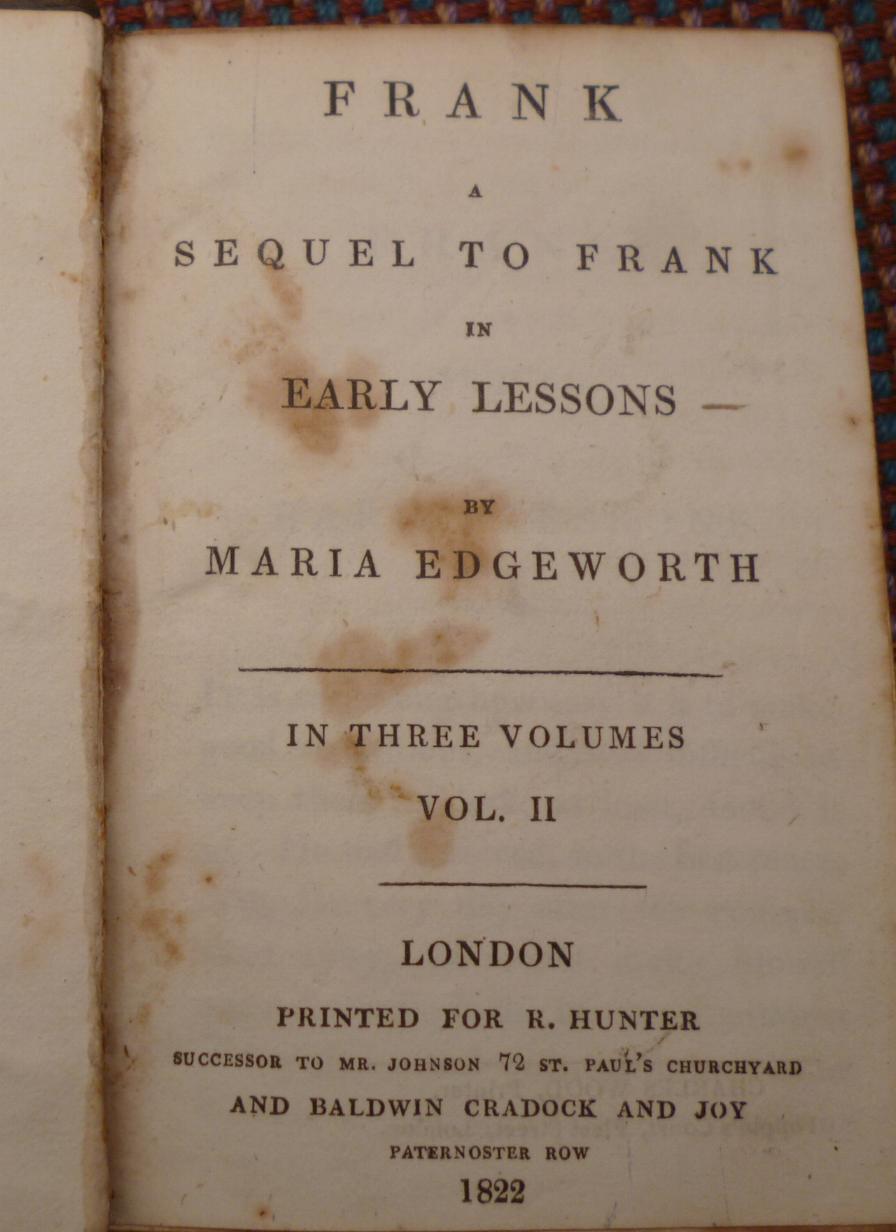 FRANK
A
SEQUEL TO FRANK
IN
EARLY LESSONS —
BY
MARIA EDGEWORTH
IN THREE VOLUMES
VOL. II
LONDON
PRINTED FOR R. HUNTER
SUCCESSOR TO MR. JOHNSON 72 ST. PAUL'S CHURCHYARD
AND BALDWIN CRADOCK AND JOY
PATERNOSTER ROW
1822